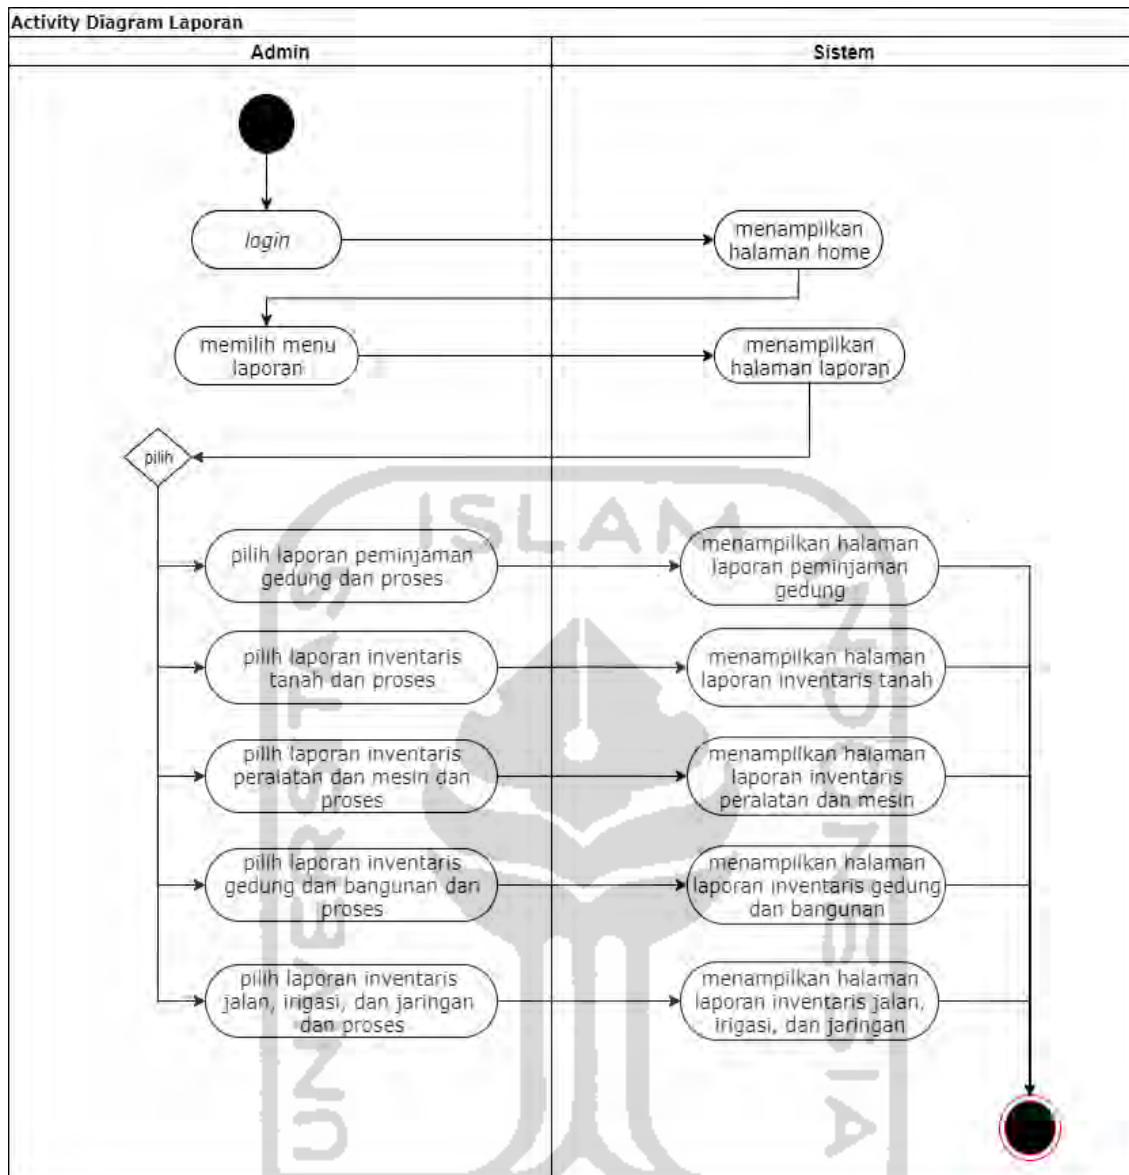 Activity Diagram Laporan
Admin
Sistem
login
menampilkan
halaman home
memilih menu
laporan
menampilkan
halaman laporan
pilih
pilih laporan peminjaman
gedung dan proses
menampilkan halaman
laporan peminjaman
gedung
pilih laporan inventaris
tanah dan proses
menampilkan halaman
laporan inventaris tanah
pilih laporan inventaris
peralatan dan mesin dan
proses
menampilkan halaman
laporan inventaris
peralatan dan mesin
pilih laporan inventaris
gedung dan bangunan dan
proses
menampilkan halaman
laporan inventaris gedung
dan bangunan
pilih laporan inventaris
jalan, irigasi, dan jaringan
dan proses
menampilkan halaman
laporan inventaris jalan,
irigasi, dan jaringan
UNIVERSITAS
ISLAM
INDONESIA